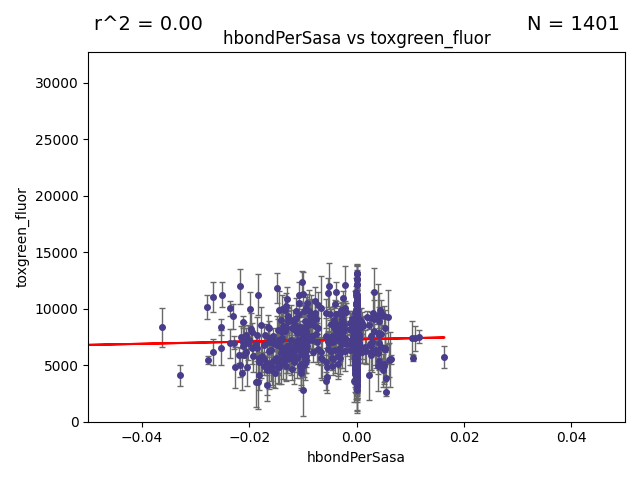 r^2 = 0.00
N = 1401
hbondPerSasa vs toxgreen_fluor
30000
25000
20000
15000
10000
5000
0
toxgreen_fluor
−0.04
−0.02
0.00
0.02
0.04
hbondPerSasa